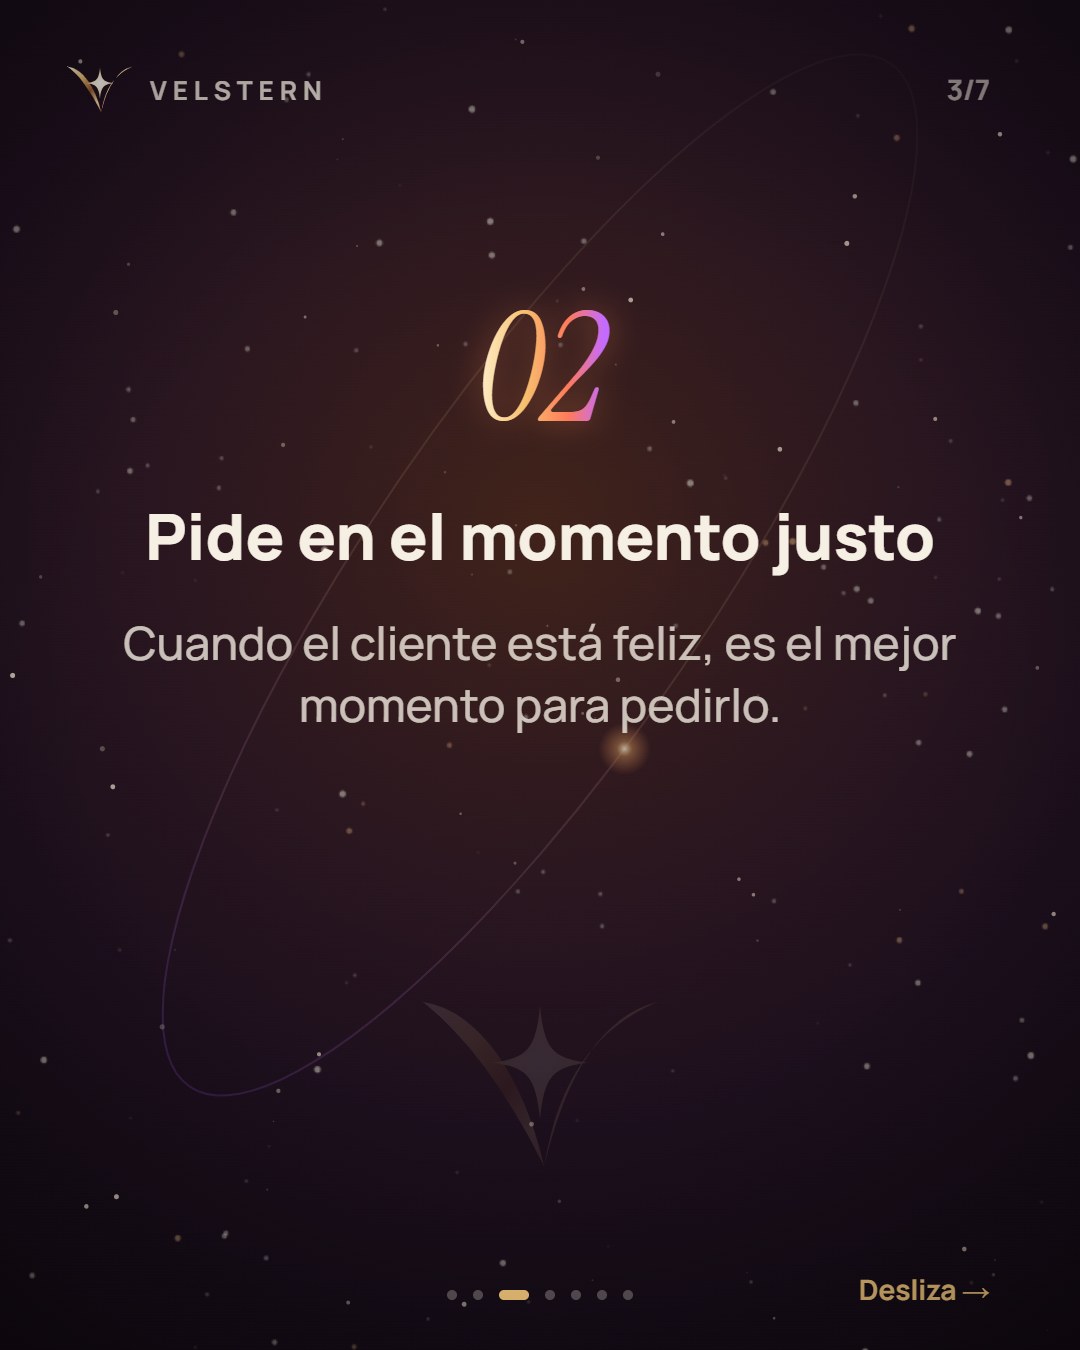 VELSTERN
3/7
02
Pide en el momento justo
Cuando el cliente está feliz, es el mejor
momento para pedirlo.
Desliza →